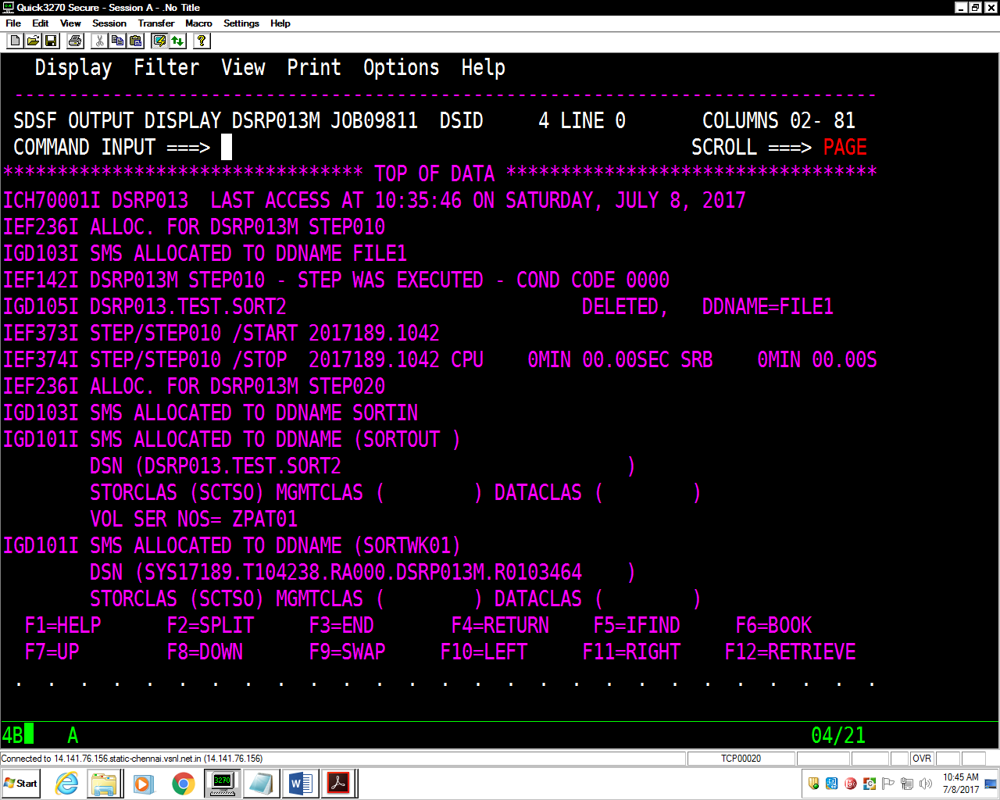 Quick3270 Secure - Session A - .No Title
File Edit View Session Transfer Macro Settings Help
Display Filter View Print Options Help
-------------------------------------------------------------------------------
SDSF OUTPUT DISPLAY DSRP013M JOB09811 DSID 4 LINE 0 COLUMNS 02- 81
COMMAND INPUT ===> SCROLL ===> PAGE
********************************* TOP OF DATA **********************************
ICH70001I DSRP013 LAST ACCESS AT 10:35:46 ON SATURDAY, JULY 8, 2017
IEF236I ALLOC. FOR DSRP013M STEP010
IGD103I SMS ALLOCATED TO DDNAME FILE1
IEF142I DSRP013M STEP010 - STEP WAS EXECUTED - COND CODE 0000
IGD105I DSRP013.TEST.SORT2 DELETED, DDNAME=FILE1
IEF373I STEP/STEP010 /START 2017189.1042
IEF374I STEP/STEP010 /STOP 2017189.1042 CPU 0MIN 00.00SEC SRB 0MIN 00.00S
IEF236I ALLOC. FOR DSRP013M STEP020
IGD103I SMS ALLOCATED TO DDNAME SORTIN
IGD101I SMS ALLOCATED TO DDNAME (SORTOUT )
DSN (DSRP013.TEST.SORT2 )
STORCLAS (SCTSO) MGMTCLAS ( ) DATACLAS ( )
VOL SER NOS= ZPAT01
IGD101I SMS ALLOCATED TO DDNAME (SORTWK01)
DSN (SYS17189.T104238.RA000.DSRP013M.R0103464 )
STORCLAS (SCTSO) MGMTCLAS ( ) DATACLAS ( )
F1=HELP F2=SPLIT F3=END F4=RETURN F5=IFIND F6=BOOK
F7=UP F8=DOWN F9=SWAP F10=LEFT F11=RIGHT F12=RETRIEVE
. . . . . . . . . . . . . . . . . . . . . . . . . . .
4B A 04/21
Connected to 14.141.76.156.static-chennai.vsnl.net.in (14.141.76.156) TCP00020 OVR
Start 3270 10:45 AM
7/8/2017